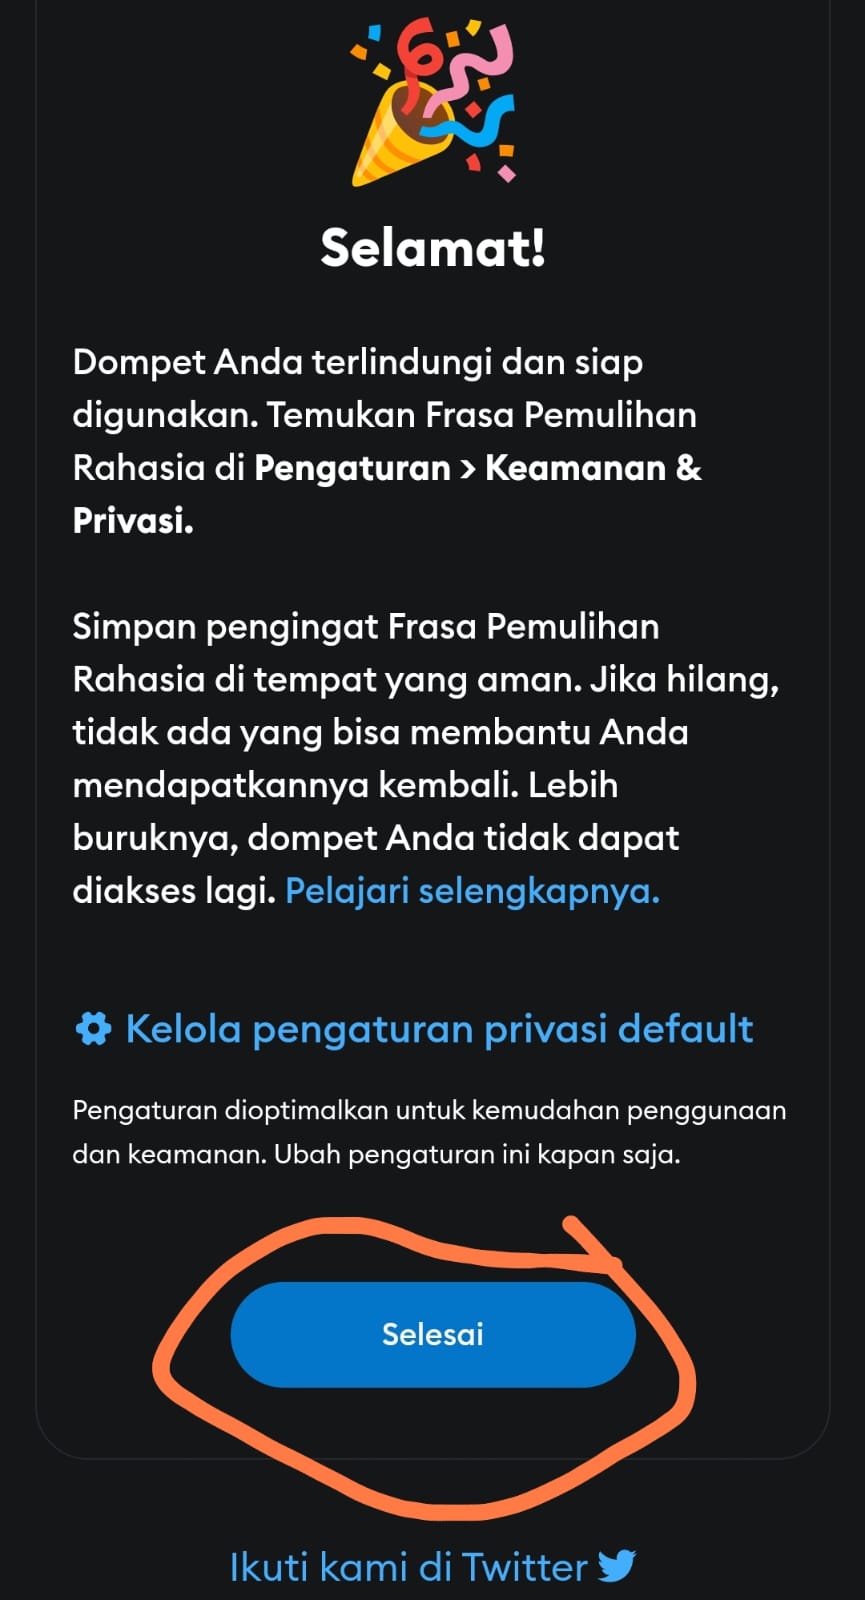 Selamat!
Dompet Anda terlindungi dan siap
digunakan. Temukan Frasa Pemulihan
Rahasia di Pengaturan > Keamanan &
Privasi.
Simpan pengingat Frasa Pemulihan
Rahasia di tempat yang aman. Jika hilang,
tidak ada yang bisa membantu Anda
mendapatkannya kembali. Lebih
buruknya, dompet Anda tidak dapat
diakses lagi. Pelajari selengkapnya.
Kelola pengaturan privasi default
Pengaturan dioptimalkan untuk kemudahan penggunaan
dan keamanan. Ubah pengaturan ini kapan saja.
Selesai
Ikuti kami di Twitter